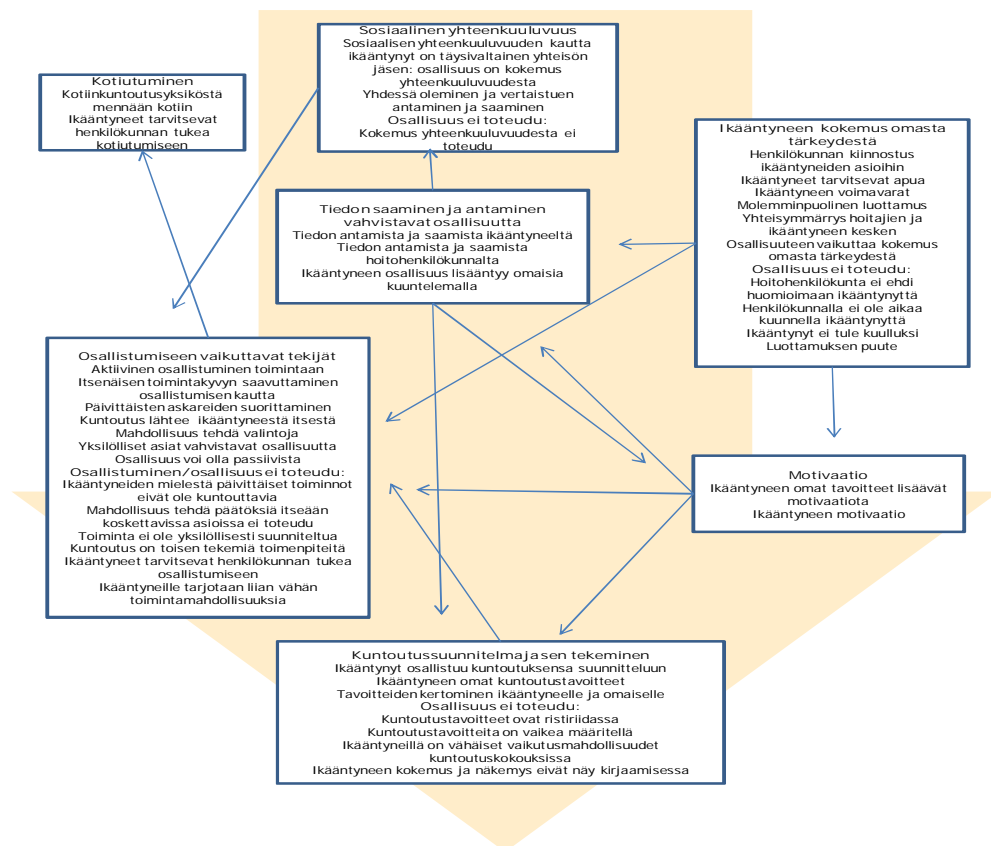 Sosiaalinen yhteenkuuluvuus
Sosiaalisen yhteenkuuluvuuden kautta
ikääntynyt on täysivaltainen yhteisön
jäsen: osallisuus on kokemus
yhteenkuuluvuudesta
Yhdessä oleminen ja vertaistuen
antaminen ja saaminen
Osallisuus ei toteudu:
Kokemus yhteenkuuluvuudesta ei
toteudu
Kotiutuminen
Kotiinkuntoutusyksiköstä
mennään kotiin
Ikääntyneet tarvitsevat
henkilökunnan tukea
kotiutumiseen
Ikääntyneen kokemus omasta
tärkeydestä
Henkilökunnan kiinnostus
ikääntyneiden asioihin
Ikääntyneet tarvitsevat apua
Ikääntyneen voimavarat
Molemminpuolinen luottamus
Yhteisymmärrys hoitajien ja
ikääntyneen kesken
Osallisuuteen vaikuttaa kokemus
omasta tärkeydestä
Osallisuus ei toteudu:
Hoitohenkilökunta ei ehdi
huomioimaan ikääntynyttä
Henkilökunnalla ei ole aikaa
kuunnella ikääntynyttä
Ikääntynyt ei tule kuulluksi
Luottamuksen puute
Tiedon saaminen ja antaminen
vahvistavat osallisuutta
Tiedon antamista ja saamista ikääntyneeltä
Tiedon antamista ja saamista
hoitohenkilökunnalta
Ikääntyneen osallisuus lisääntyy omaisia
kuuntelemalla
Osallistumiseen vaikuttavat tekijät
Aktiivinen osallistuminen toimintaan
Itsenäisen toimintakyvyn saavuttaminen
osallistumisen kautta
Päivittäisten askareiden suorittaminen
Kuntoutus lähtee ikääntyneestä itsestä
Mahdollisuus tehdä valintoja
Yksilölliset asiat vahvistavat osallisuutta
Osallisuus voi olla passiivista
Osallistuminen/osallisuus ei toteudu:
Ikääntyneiden mielestä päivittäiset toiminnot
eivät ole kuntouttavia
Mahdollisuus tehdä päätöksiä itseään
koskettavissa asioissa ei toteudu
Toiminta ei ole yksilöllisesti suunniteltua
Kuntoutus on toisen tekemiä toimenpiteitä
Ikääntyneet tarvitsevat henkilökunnan tukea
osallistumiseen
Ikääntyneille tarjotaan liian vähän
toimintamahdollisuuksia
Motivaatio
Ikääntyneen omat tavoitteet lisäävät
motivaatiota
Ikääntyneen motivaatio
Kuntoutussuunnitelma ja sen tekeminen
Ikääntynyt osallistuu kuntoutuksensa suunnitteluun
Ikääntyneen omat kuntoutustavoitteet
Tavoitteiden kertominen ikääntyneelle ja omaiselle
Osallisuus ei toteudu:
Kuntoutustavoitteet ovat ristiriidassa
Kuntoutustavoitteita on vaikea määritellä
Ikääntyneillä on vähäiset vaikutusmahdollisuudet
kuntoutuskokouksissa
Ikääntyneen kokemus ja näkemys eivät näy kirjaamisessa